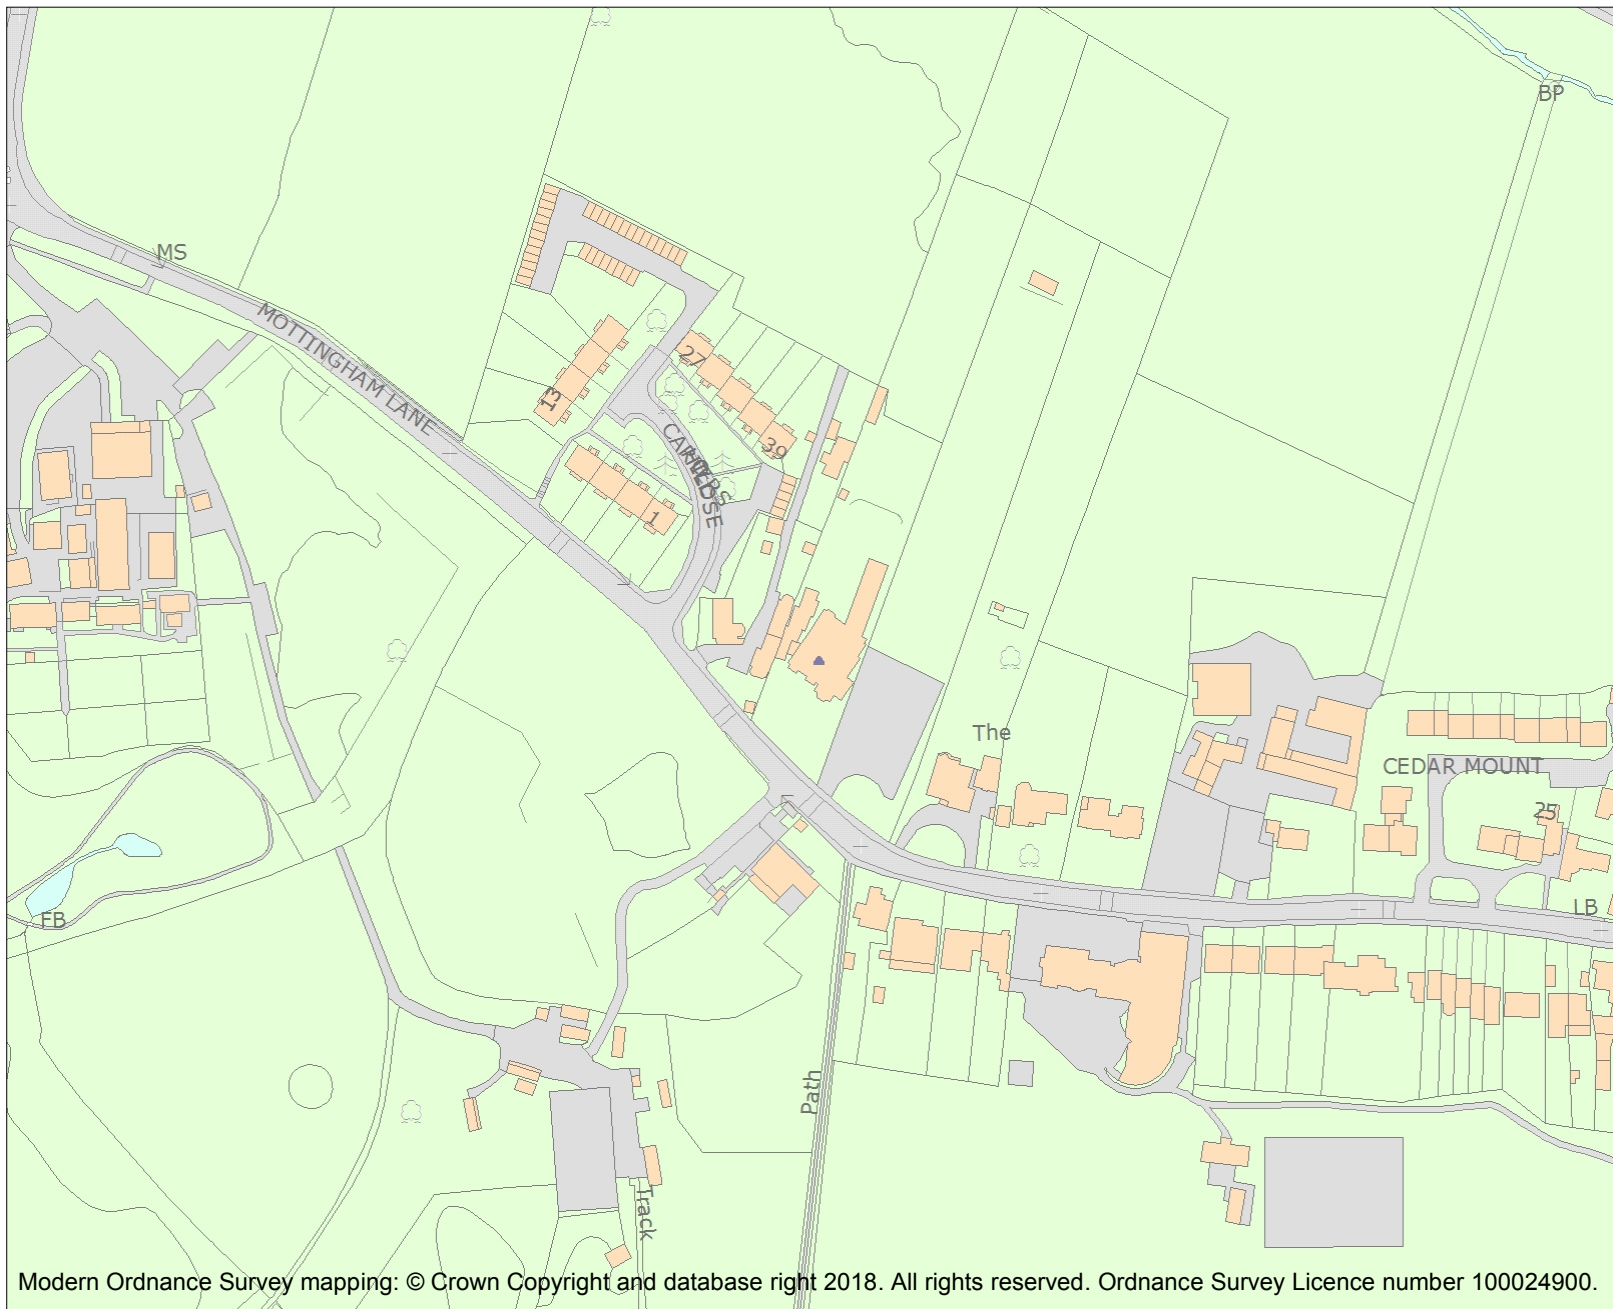 BP
MS
MOTTINGHAM LANE
27
13
39
CLOSE
1
The
CEDAR MOUNT
25
LB
FB
Path
Track
Modern Ordnance Survey mapping: © Crown Copyright and database right 2018. All rights reserved. Ordnance Survey Licence number 100024900.